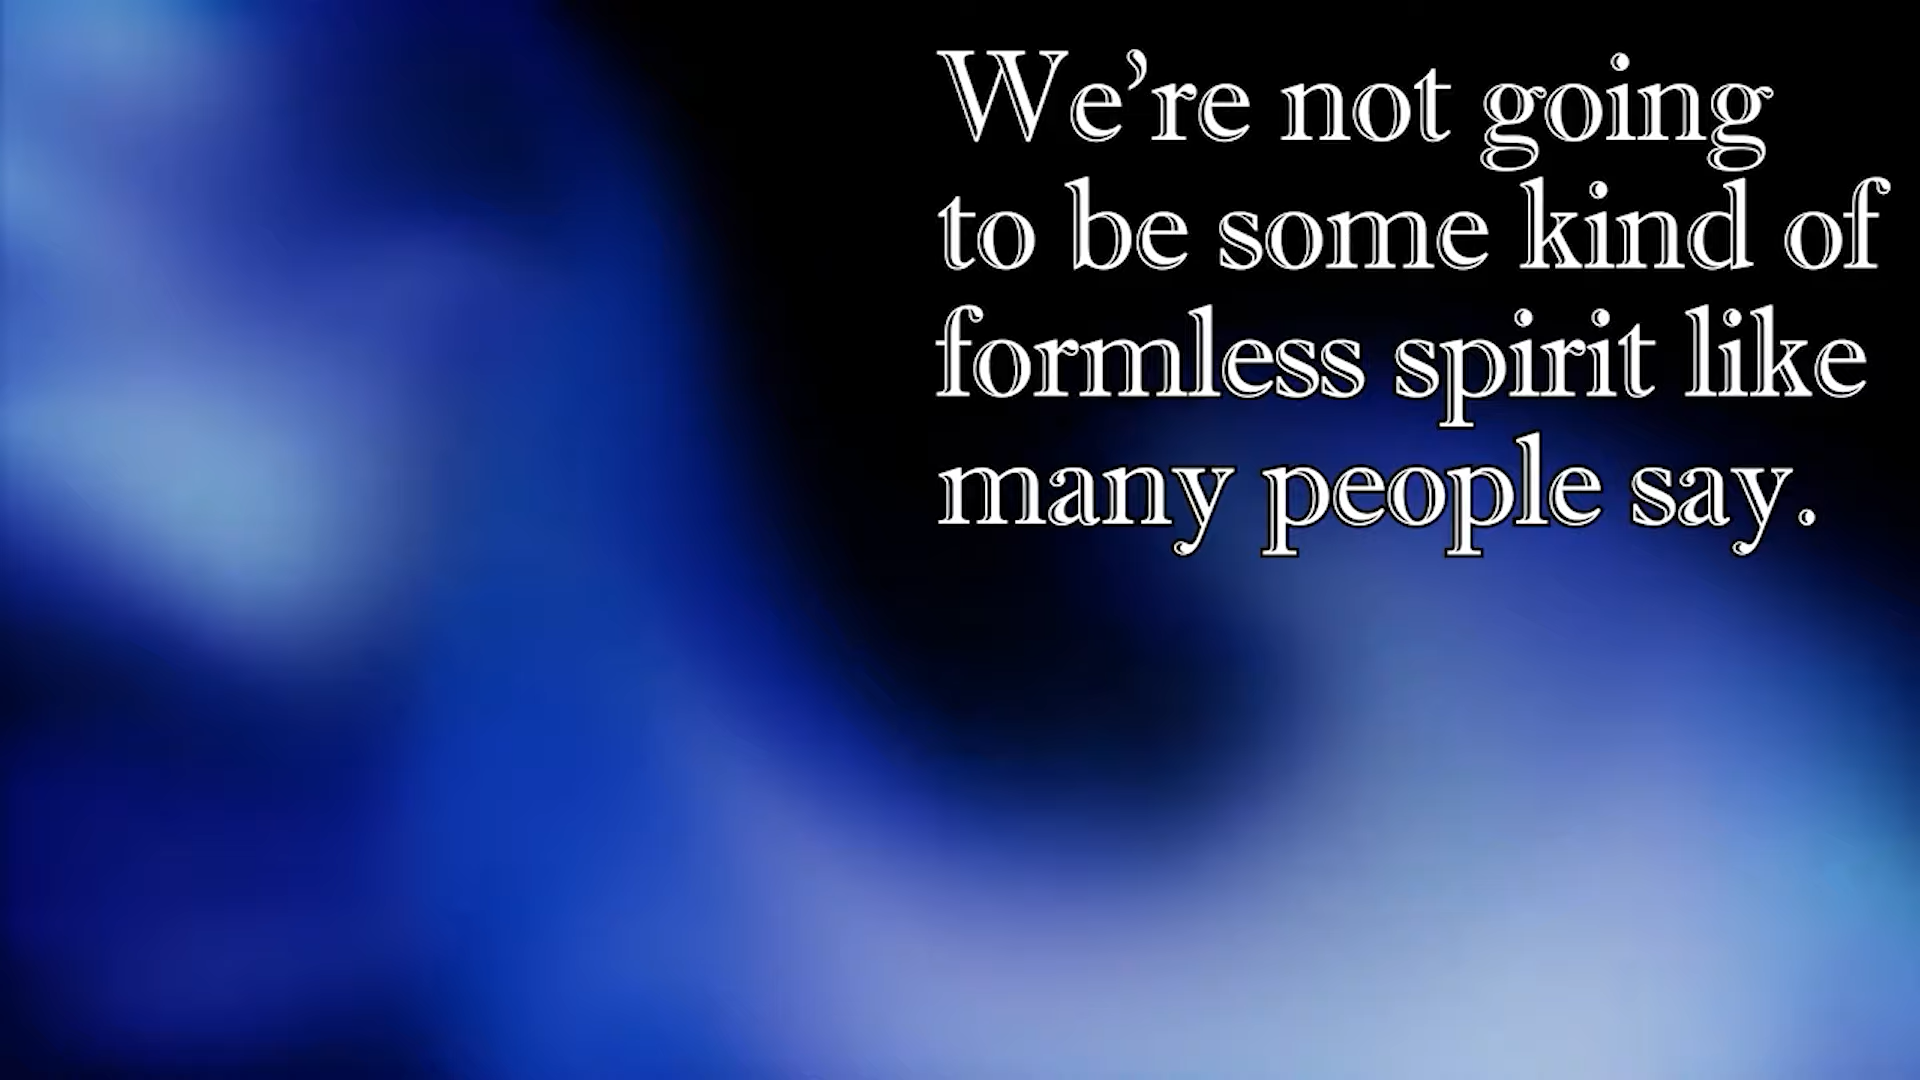 We’re not going
to be some kind of
formless spirit like
many people say.